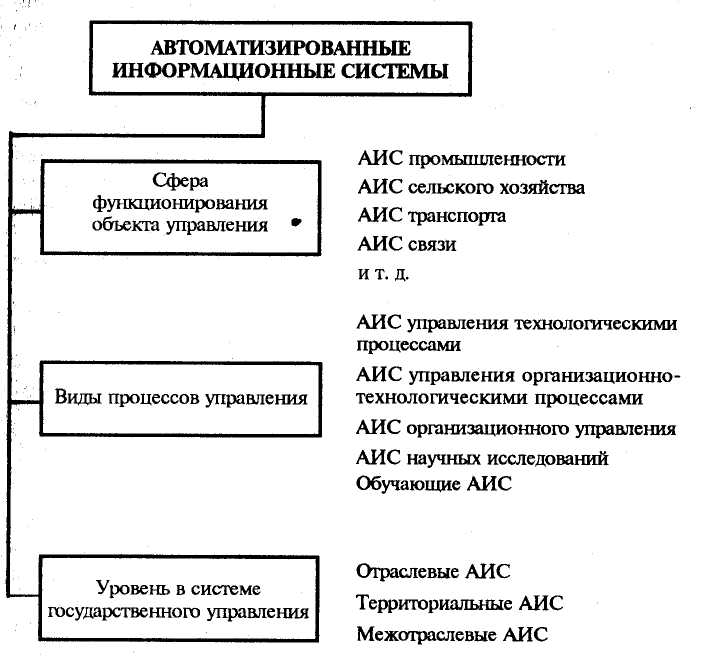 АВТОМАТИЗИРОВАННЫЕ
ИНФОРМАЦИОННЫЕ СИСТЕМЫ
Сфера
функционирования
объекта управления
АИС промышленности
АИС сельского хозяйства
АИС транспорта
АИС связи
и т. д.
Виды процессов управления
АИС управления технологическими
процессами
АИС управления организационно-
технологическими процессами
АИС организационного управления
АИС научных исследований
Обучающие АИС
Уровень в системе
государственного управления
Отраслевые АИС
Территориальные АИС
Межотраслевые АИС